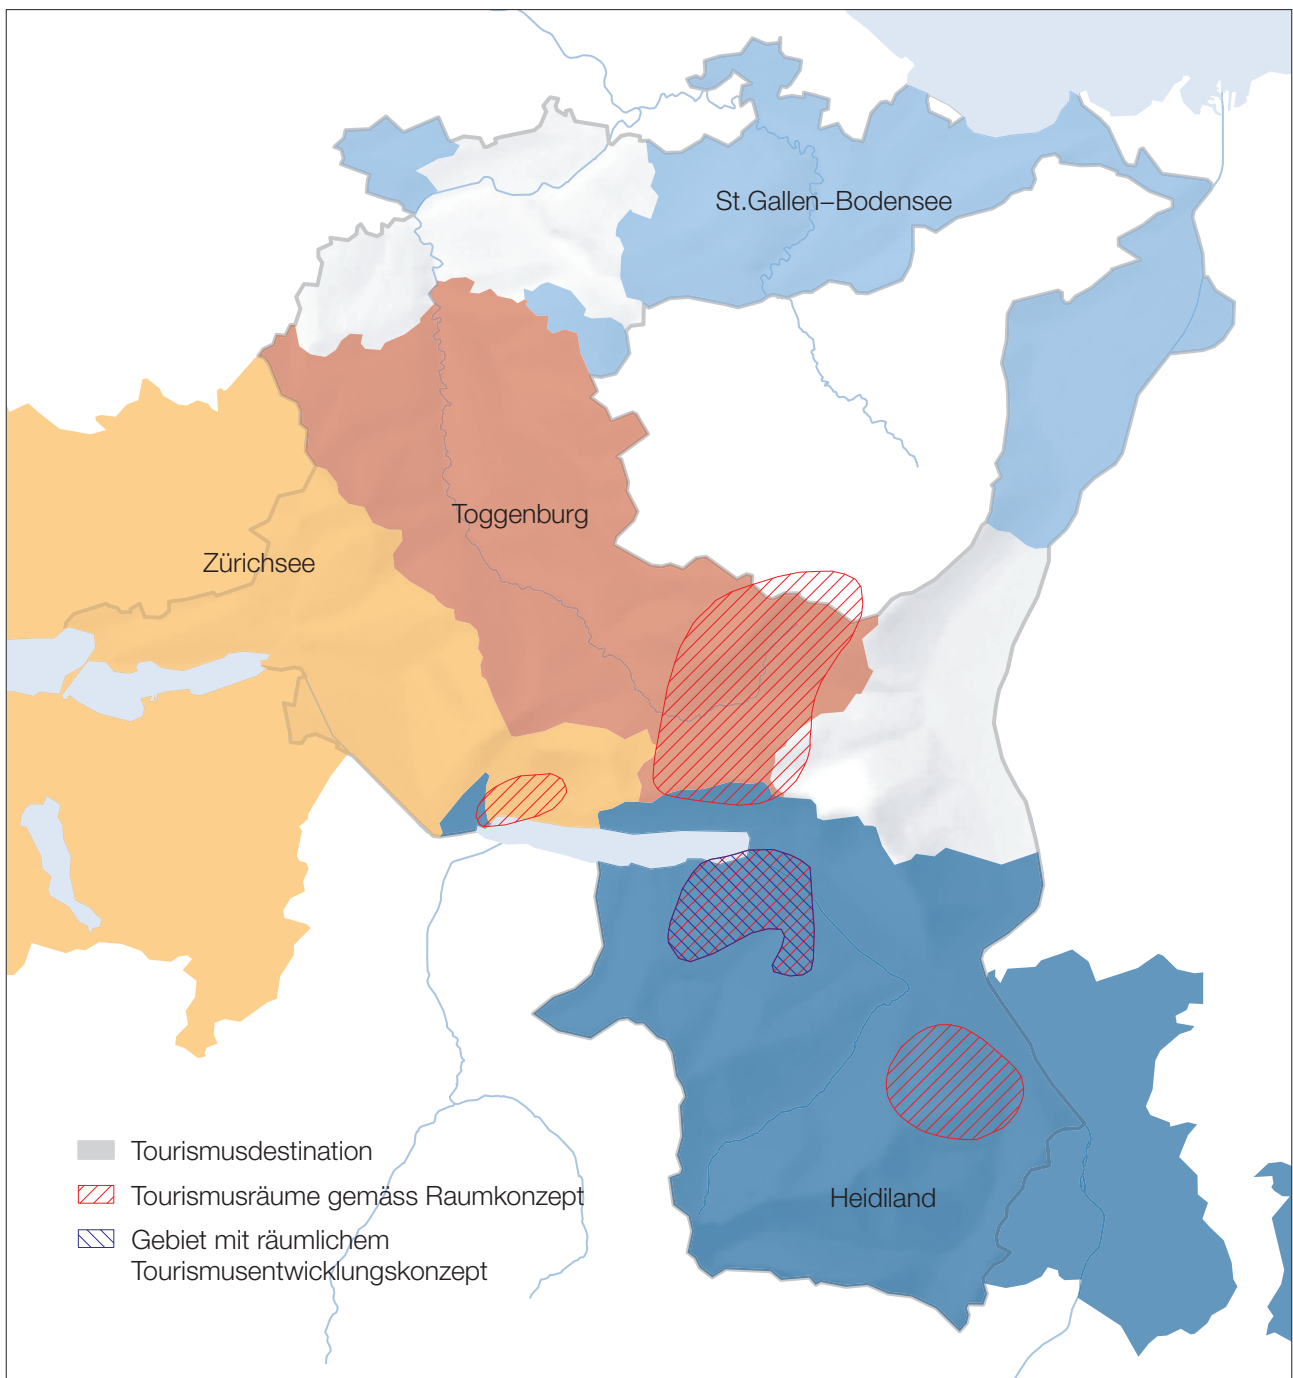 St.Gallen–Bodensee
Toggenburg
Zürichsee
Tourismusdestination
Tourismusräume gemäss Raumkonzept
Heidiland
Gebiet mit räumlichem
Tourismusentwicklungskonzept